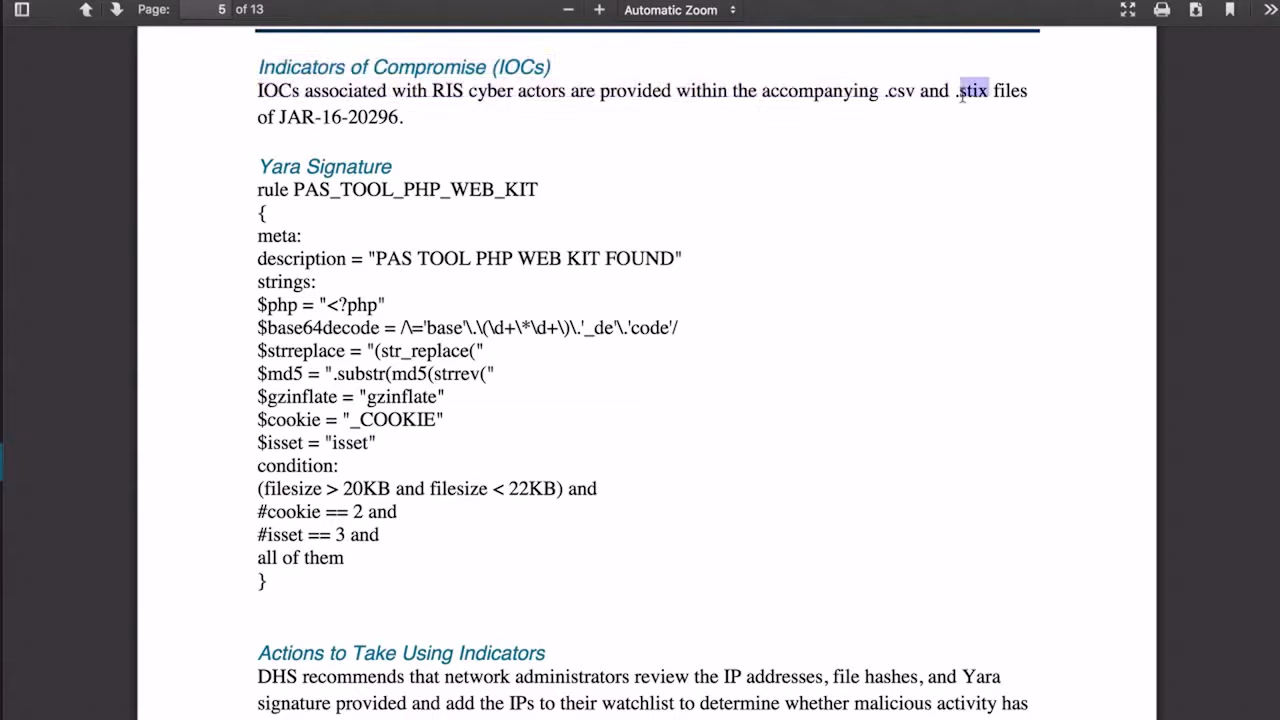 Page: 5 of 13
Automatic Zoom
Indicators of Compromise (IOCs)
IOCs associated with RIS cyber actors are provided within the accompanying .csv and .stix files
of JAR-16-20296.
Yara Signature
rule PAS_TOOL_PHP_WEB_KIT
{
meta:
description = "PAS TOOL PHP WEB KIT FOUND"
strings:
$php = "<?php"
$base64decode = /\='base'\.\(\d+\*\d+\)\.'_de'\.'code'/
$strreplace = "(str_replace("
$md5 = ".substr(md5(strrev("
$gzinflate = "gzinflate"
$cookie = "_COOKIE"
$isset = "isset"
condition:
(filesize > 20KB and filesize < 22KB) and
#cookie == 2 and
#isset == 3 and
all of them
}
Actions to Take Using Indicators
DHS recommends that network administrators review the IP addresses, file hashes, and Yara
signature provided and add the IPs to their watchlist to determine whether malicious activity has